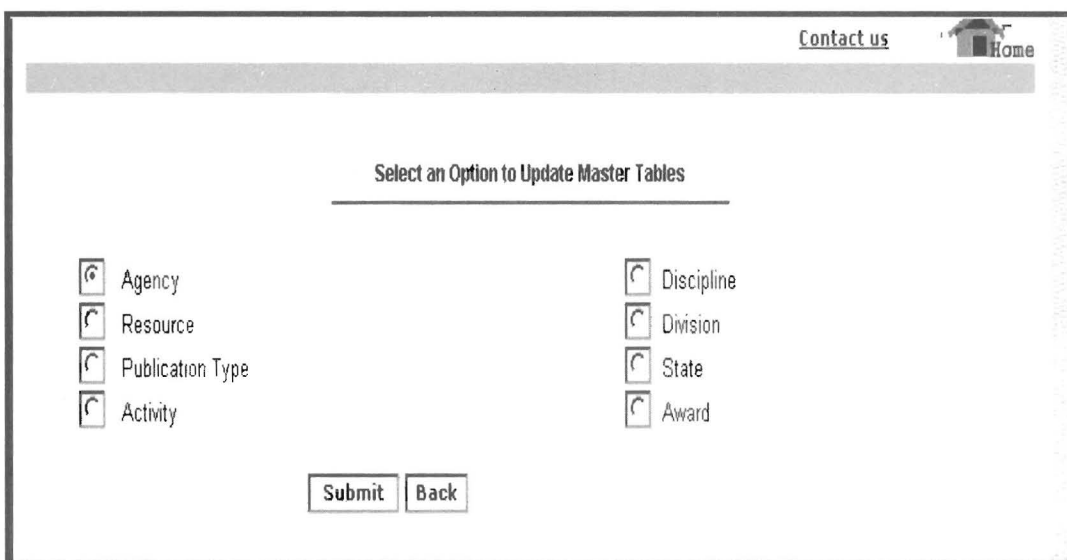 Contact us
Home
Select an Option to Update Master Tables
Agency
Discipline
Resource
Division
Publication Type
State
Activity
Award
Submit Back